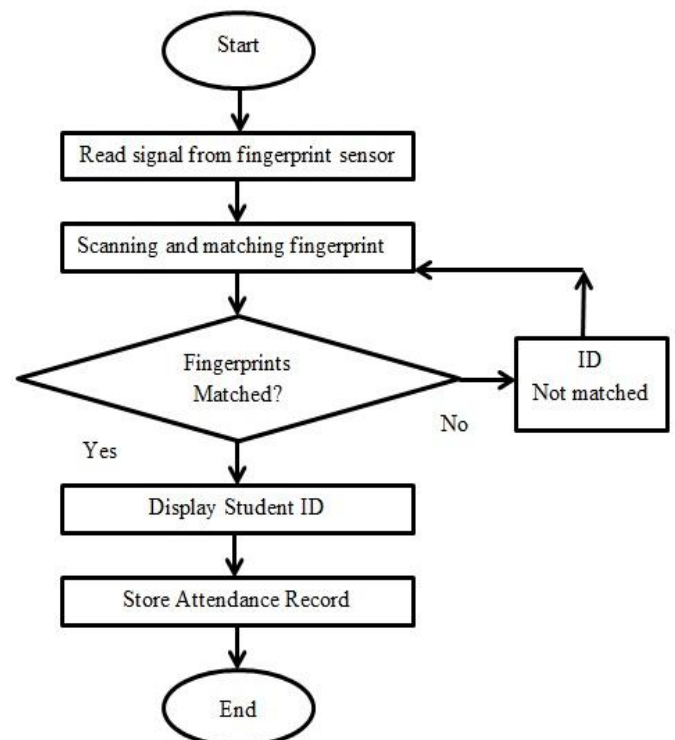 Start
Read signal from fingerprint sensor
Scanning and matching fingerprint
Fingerprints
Matched?
ID
Not matched
No
Yes
Display Student ID
Store Attendance Record
End